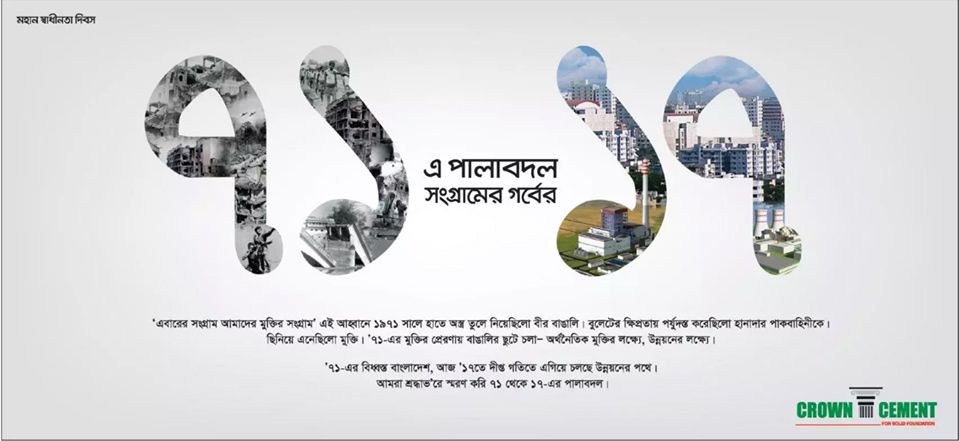 মহান স্বাধীনতা দিবস
৭১ ১৭
এ পালাবদল
সংগ্রামের গর্বের
‘এবারের সংগ্রাম আমাদের মুক্তির সংগ্রাম’ এই আহ্বানে ১৯৭১ সালে হাতে অস্ত্র তুলে নিয়েছিলো বীর বাঙালি। বুলেটের ক্ষিপ্রতায় পর্যুদস্ত করেছিলো হানাদার পাকবাহিনীকে।
ছিনিয়ে এনেছিলো মুক্তি। ’৭১-এর মুক্তির প্রেরণায় বাঙালির ছুটে চলা– অর্থনৈতিক মুক্তির লক্ষ্যে, উন্নয়নের লক্ষ্যে।
’৭১-এর বিধ্বস্ত বাংলাদেশ, আজ ’১৭তে দীপ্ত গতিতে এগিয়ে চলছে উন্নয়নের পথে।
আমরা শ্রদ্ধাভ’রে স্মরণ করি ৭১ থেকে ১৭-এর পালাবদল।
CROWN CEMENT
FOR SOLID FOUNDATION